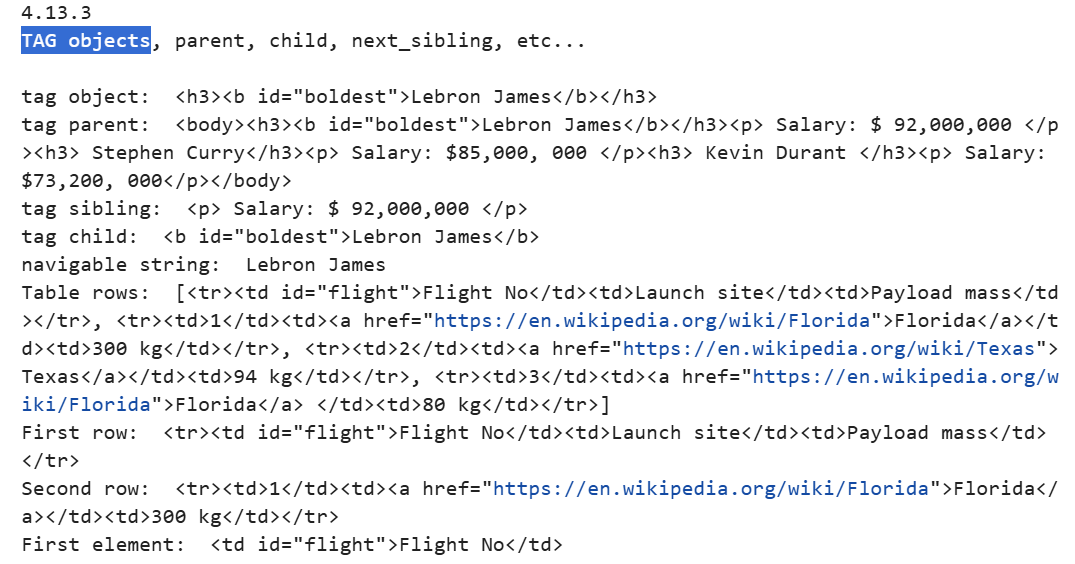 4.13.3
TAG objects, parent, child, next_sibling, etc...
tag object:  <h3><b id="boldest">Lebron James</b></h3>
tag parent:  <body><h3><b id="boldest">Lebron James</b></h3><p> Salary: $ 92,000,000 </p
><h3> Stephen Curry</h3><p> Salary: $85,000, 000 </p><h3> Kevin Durant </h3><p> Salary:
$73,200, 000</p></body>
tag sibling:  <p> Salary: $ 92,000,000 </p>
tag child:  <b id="boldest">Lebron James</b>
navigable string:  Lebron James
Table rows:  [<tr><td id="flight">Flight No</td><td>Launch site</td><td>Payload mass</td
></tr>, <tr><td>1</td><td><a href="https://en.wikipedia.org/wiki/Florida">Florida</a></t
d><td>300 kg</td></tr>, <tr><td>2</td><td><a href="https://en.wikipedia.org/wiki/Texas">
Texas</a></td><td>94 kg</td></tr>, <tr><td>3</td><td><a href="https://en.wikipedia.org/w
iki/Florida">Florida</a> </td><td>80 kg</td></tr>]
First row:  <tr><td id="flight">Flight No</td><td>Launch site</td><td>Payload mass</td>
</tr>
Second row:  <tr><td>1</td><td><a href="https://en.wikipedia.org/wiki/Florida">Florida</
a></td><td>300 kg</td></tr>
First element:  <td id="flight">Flight No</td>